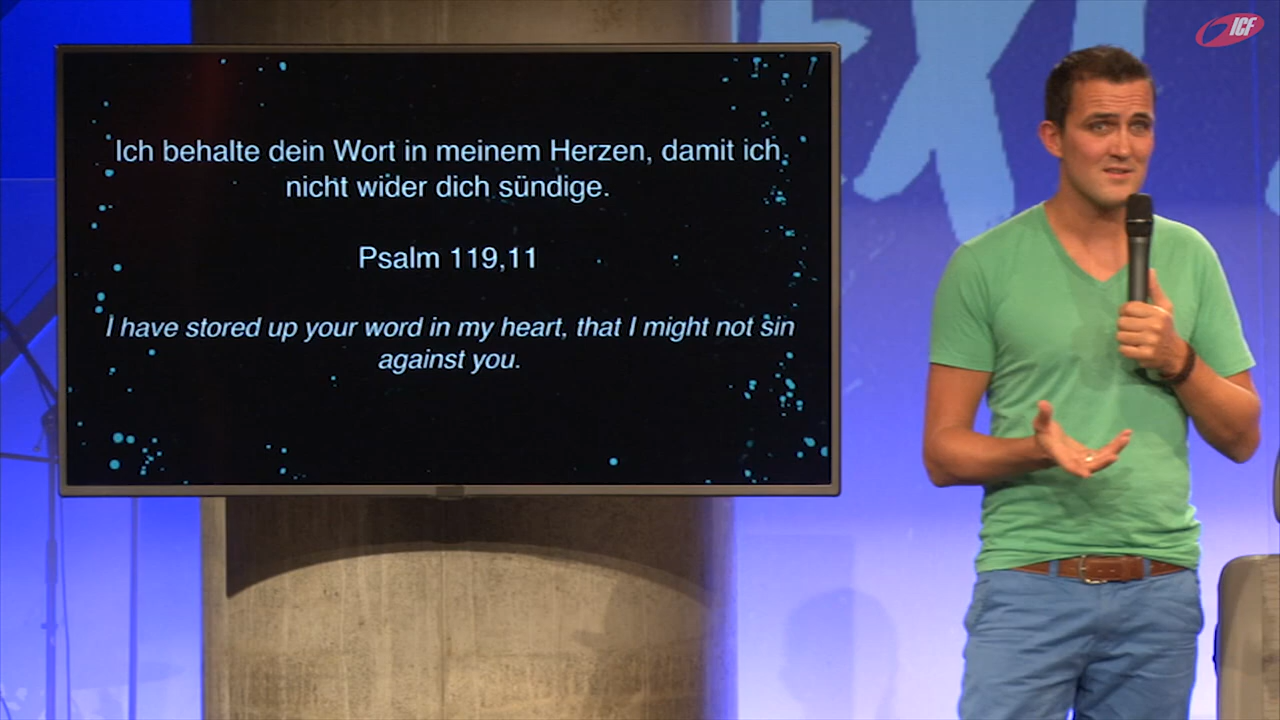 ICF
Ich behalte dein Wort in meinem Herzen, damit ich
nicht wider dich sündige.
Psalm 119,11
I have stored up your word in my heart, that I might not sin
against you.